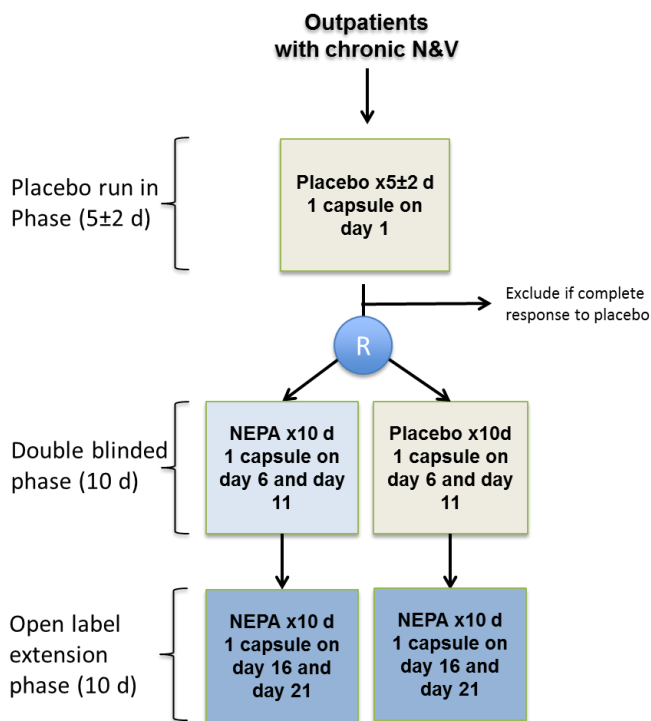 Outpatients
with chronic N&V
Placebo run in
Phase (5±2 d)
Placebo x5±2 d
1 capsule on
day 1
Exclude if complete
response to placebo
R
Double blinded
phase (10 d)
NEPA x10 d
1 capsule on
day 6 and day
11
Placebo x10d
1 capsule on
day 6 and day
11
Open label
extension
phase (10 d)
NEPA x10 d
1 capsule on
day 16 and
day 21
NEPA x10 d
1 capsule on
day 16 and
day 21